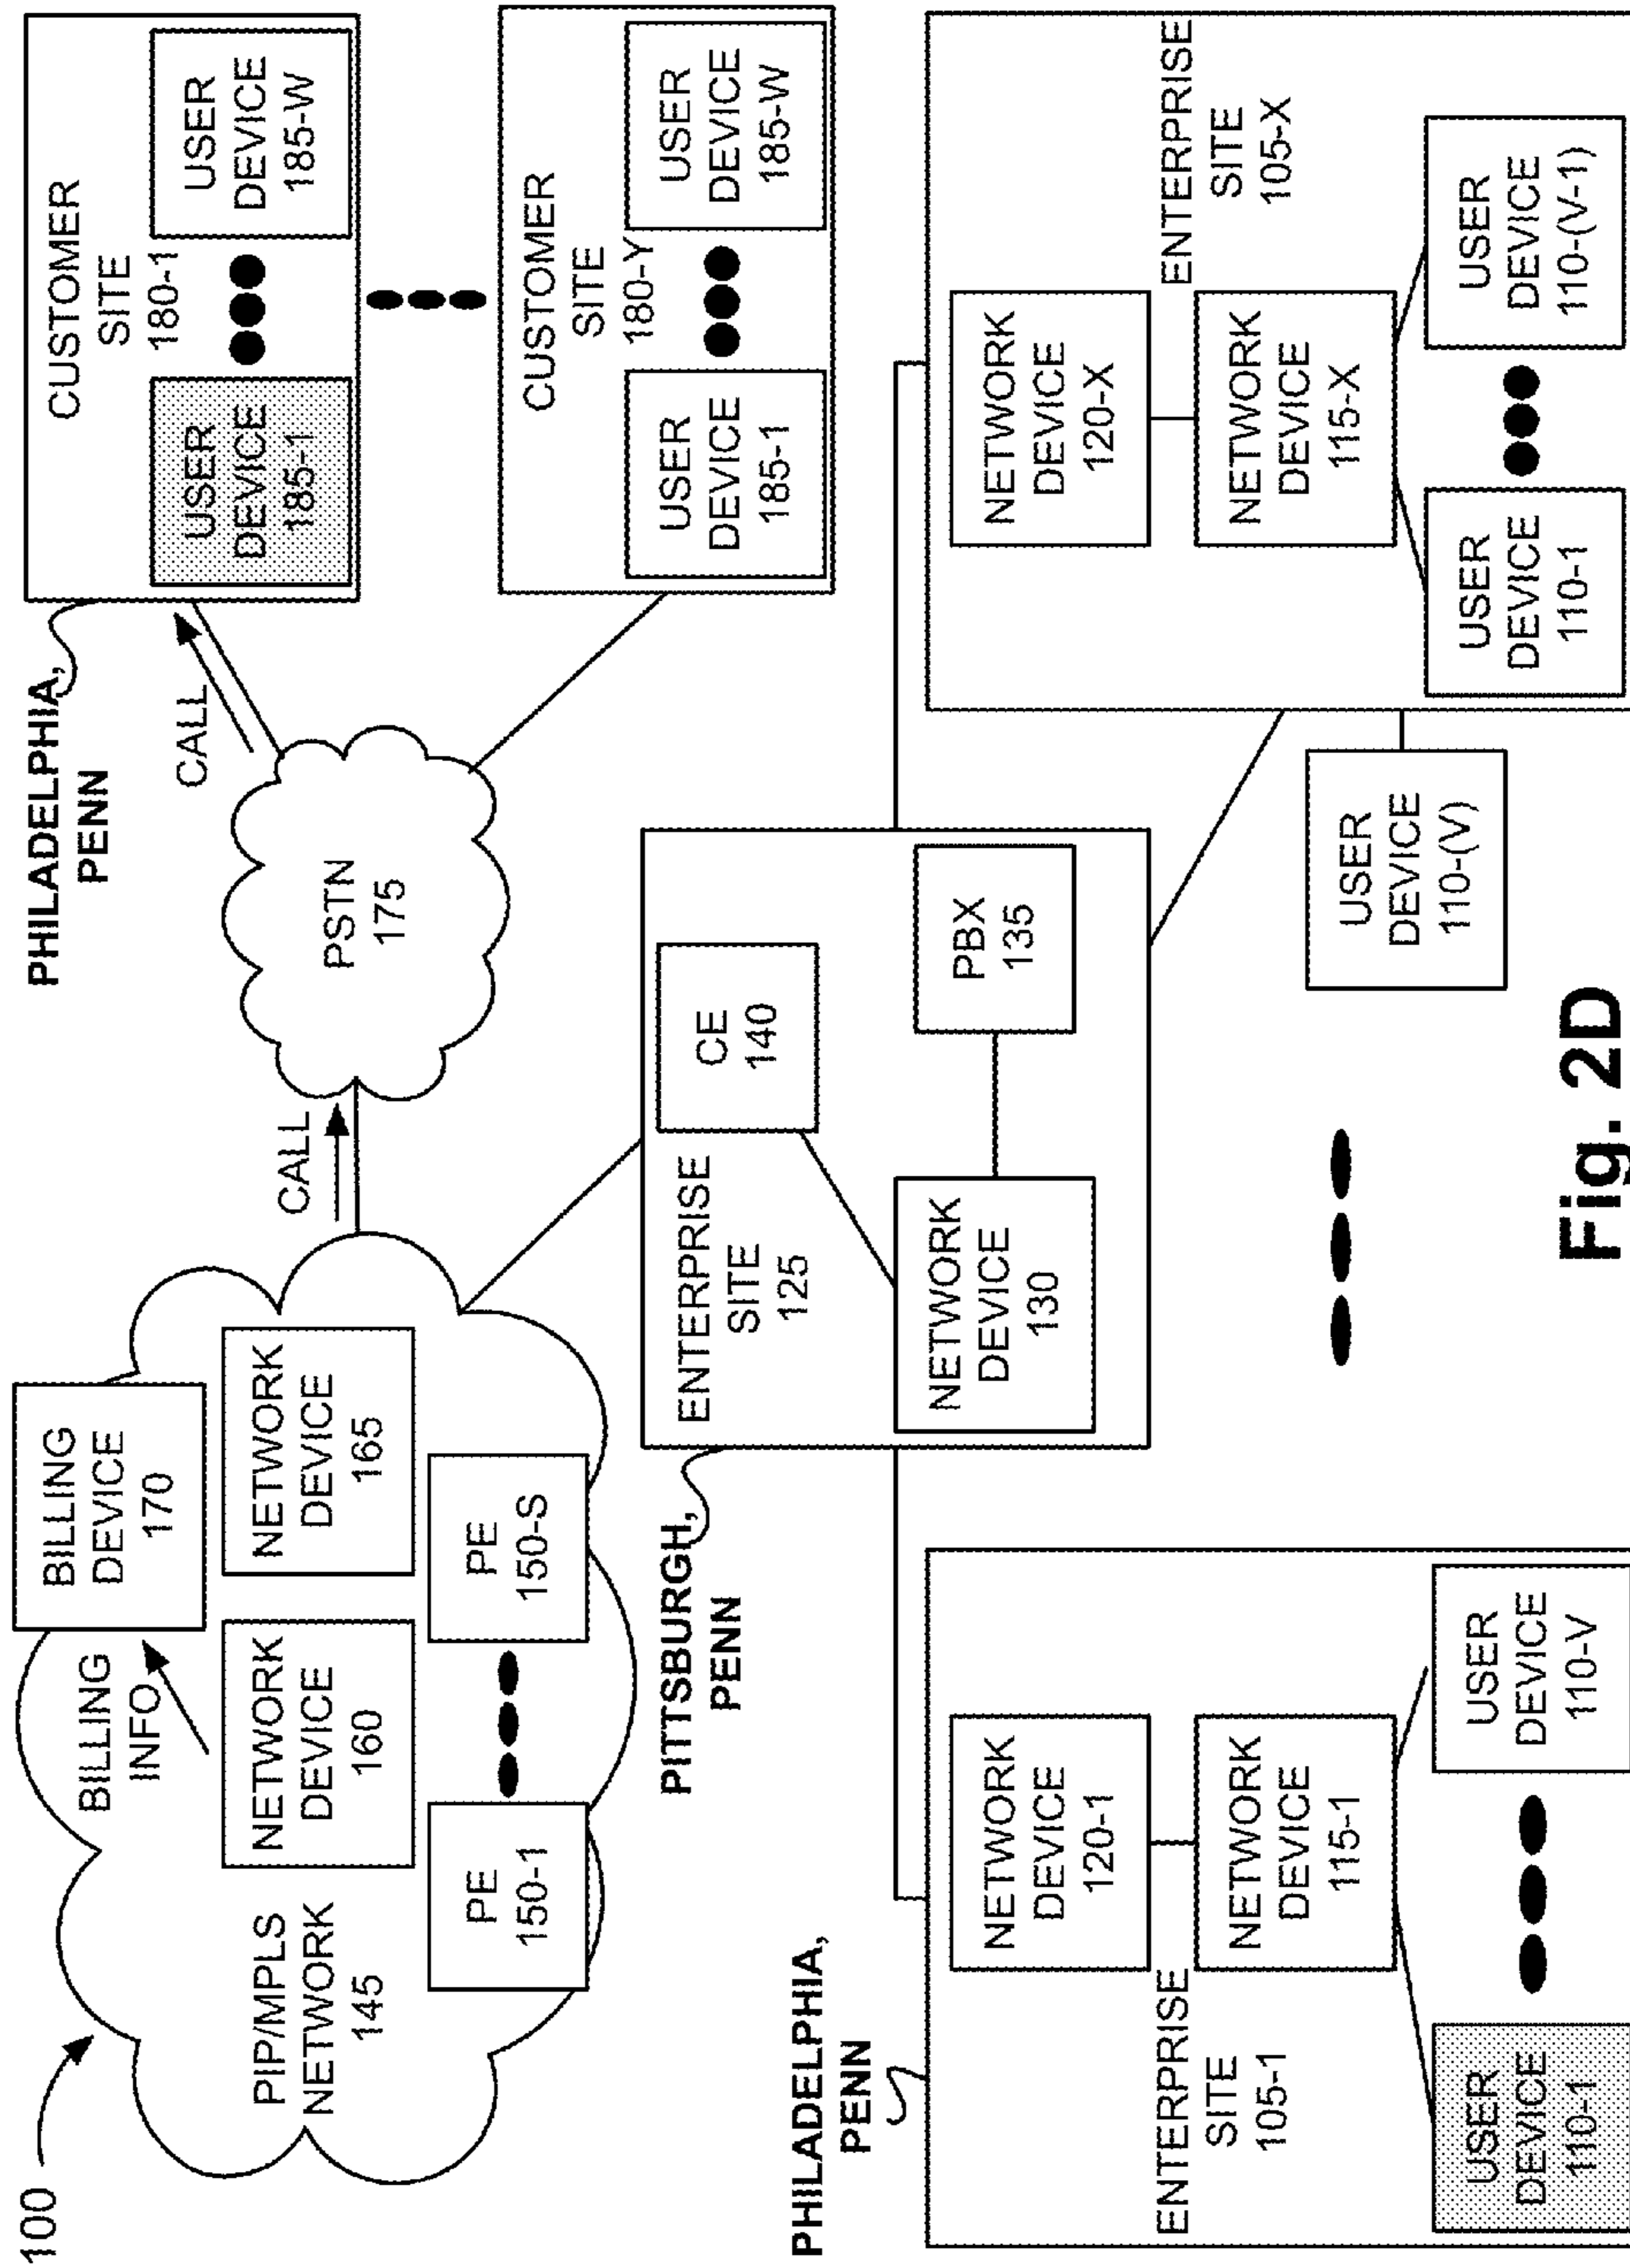 100
PIP/MPLS
NETWORK
145
BILLING
INFO
BILLING
DEVICE
170
NETWORK
DEVICE
160
NETWORK
DEVICE
165
PE
150-1
PE
150-S
CALL
PSTN
175
CALL
PHILADELPHIA,
PENN
CUSTOMER
SITE
180-1
USER
DEVICE
185-1
USER
DEVICE
185-W
CUSTOMER
SITE
180-Y
USER
DEVICE
185-1
USER
DEVICE
185-W
PITTSBURGH,
PENN
ENTERPRISE
SITE
125
CE
140
NETWORK
DEVICE
130
PBX
135
PHILADELPHIA,
PENN
ENTERPRISE
SITE
105-1
NETWORK
DEVICE
120-1
NETWORK
DEVICE
115-1
USER
DEVICE
110-1
USER
DEVICE
110-V
USER
DEVICE
110-(V)
ENTERPRISE
SITE
105-X
NETWORK
DEVICE
120-X
NETWORK
DEVICE
115-X
USER
DEVICE
110-1
USER
DEVICE
110-(V-1)
Fig. 2D